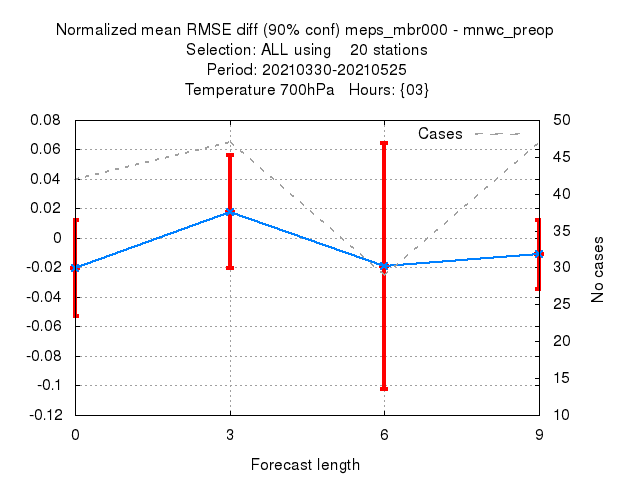 Normalized mean RMSE diff (90% conf) meps_mbr000 - mnwc_preop
Selection: ALL using 20 stations
Period: 20210330-20210525
Temperature 700hPa Hours: {03}
Cases
0.08
0.06
0.04
0.02
0
-0.02
-0.04
-0.06
-0.08
-0.1
-0.12
50
45
40
35
30
25
20
15
10
No cases
0 3 6 9
Forecast length